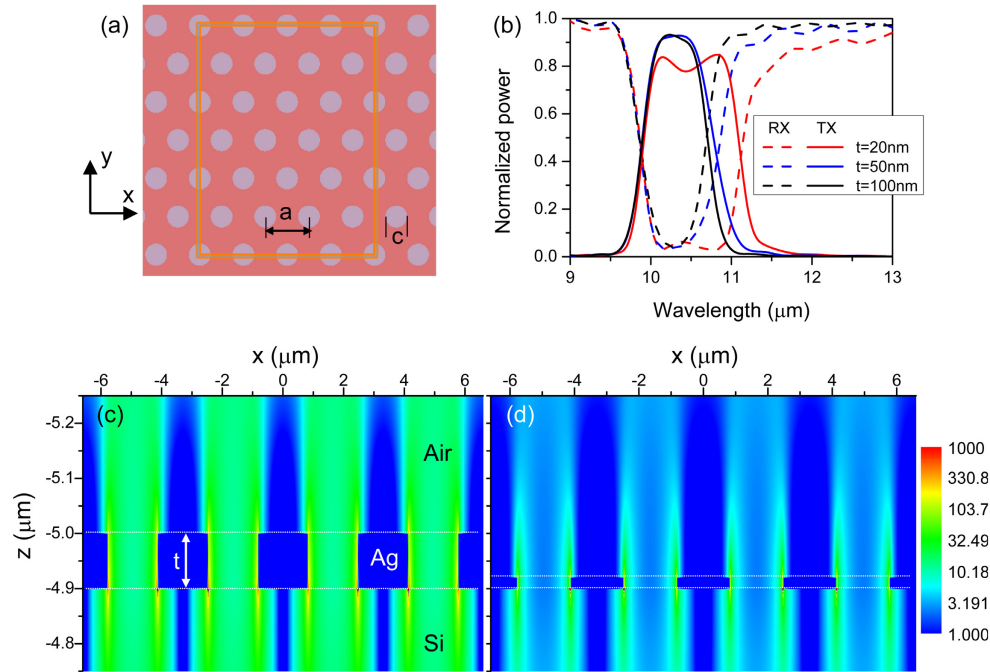 (a)
y
x
a
c
(b)
1.0
0.8
0.6
0.4
0.2
0.0
Normalized power
RX TX
t=20nm
t=50nm
t=100nm
9 10 11 12 13
Wavelength (μm)
x (μm)
-6 -4 -2 0 2 4 6
(c)
-5.2
-5.1
-5.0
-4.9
-4.8
z (μm)
Air
t
Ag
Si
x (μm)
-6 -4 -2 0 2 4 6
(d)
1000
330.8
103.7
32.49
10.18
3.191
1.000